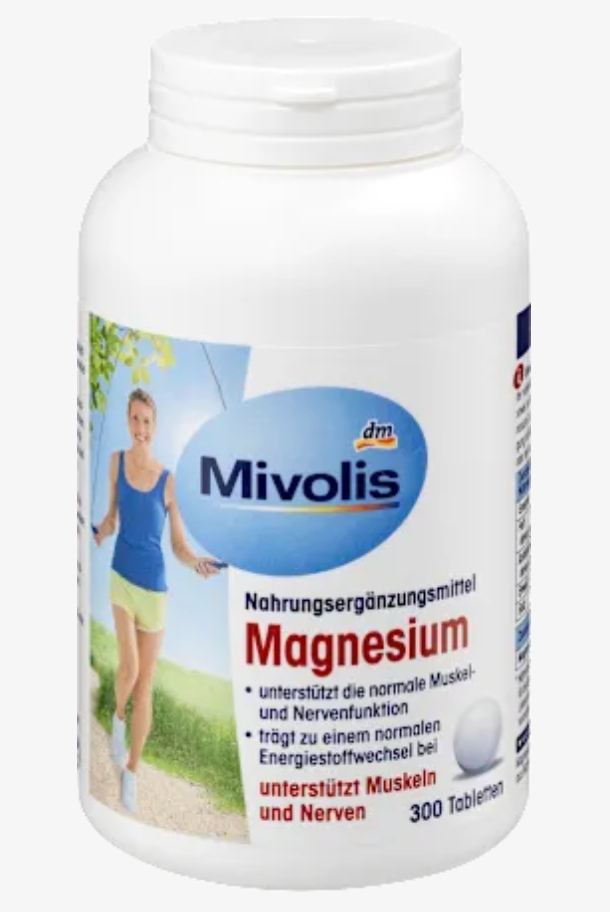 dm
Mivolis
Nahrungsergänzungsmittel
Magnesium
• unterstützt die normale Muskel-
und Nervenfunktion
• trägt zu einem normalen
Energiestoffwechsel bei
unterstützt Muskeln
und Nerven
300 Tabletten